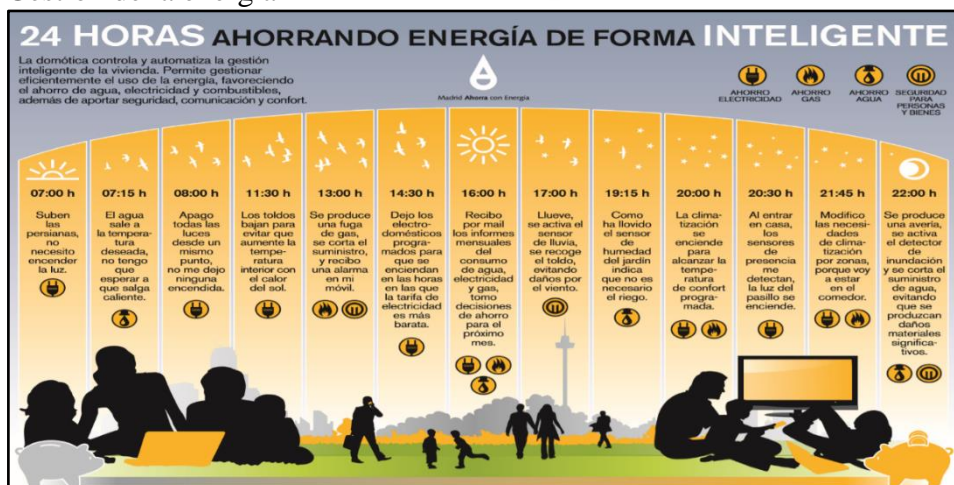 24 HORAS AHORRANDO ENERGÍA DE FORMA INTELIGENTE
La domótica controla y automatiza la gestión
inteligente de la vivienda. Permite gestionar
eficientemente el uso de la energía, favoreciendo
el ahorro de agua, electricidad y combustibles,
además de aportar seguridad, comunicación y confort.
Madrid Ahorra con Energía
AHORRO
ELECTRICIDAD
AHORRO
GAS
AHORRO
AGUA
SEGURIDAD
PARA
PERSONAS
Y BIENES
07:00 h
Suben
las
persianas,
no
necesito
encender
la luz.
07:15 h
El agua
sale a
la tempera-
tura
deseada,
no tengo
que
esperar a
que salga
caliente.
08:00 h
Apago
todas las
luces
desde un
mismo
punto,
no me dejo
ninguna
encendida.
11:30 h
Los toldos
bajan para
evitar que
aumente la
temperatura
interior con
el calor
del sol.
13:00 h
Se produce
una fuga
de gas,
se corta el
suministro,
y recibo
una alarma
en mi
móvil.
14:30 h
Dejo los
electro-
domésticos
progra-
mados para
que se
enciendan
en las horas
en las que
la tarifa de
electricidad
es más
barata.
16:00 h
Recibo
por mail
los informes
mensuales
del
consumo
de agua,
electricidad
y gas,
tomo
decisiones
de ahorro
para el
próximo
mes.
17:00 h
Llueve,
se activa el
sensor
de lluvia,
se recoge
el toldo,
evitando
daños por
el viento.
19:15 h
Como
ha llovido
el sensor
de
humedad
del jardín
indica
que no es
necesario
el riego.
20:00 h
La clima-
tización
se
enciende
para
alcanzar la
tempe-
ratura
de confort
progra-
mada.
20:30 h
Al entrar
en casa,
los
sensores
de
presencia
me
detectan,
la luz del
pasillo se
enciende.
21:45 h
Modifico
las necesi-
dades
de clima-
tización
por zonas,
porque voy
a estar
en el
comedor.
22:00 h
Se produce
una avería,
se activa
el detector
de
inundación
y se corta el
suministro
de agua,
evitando
que se
produzcan
daños
materiales
significa-
tivos.